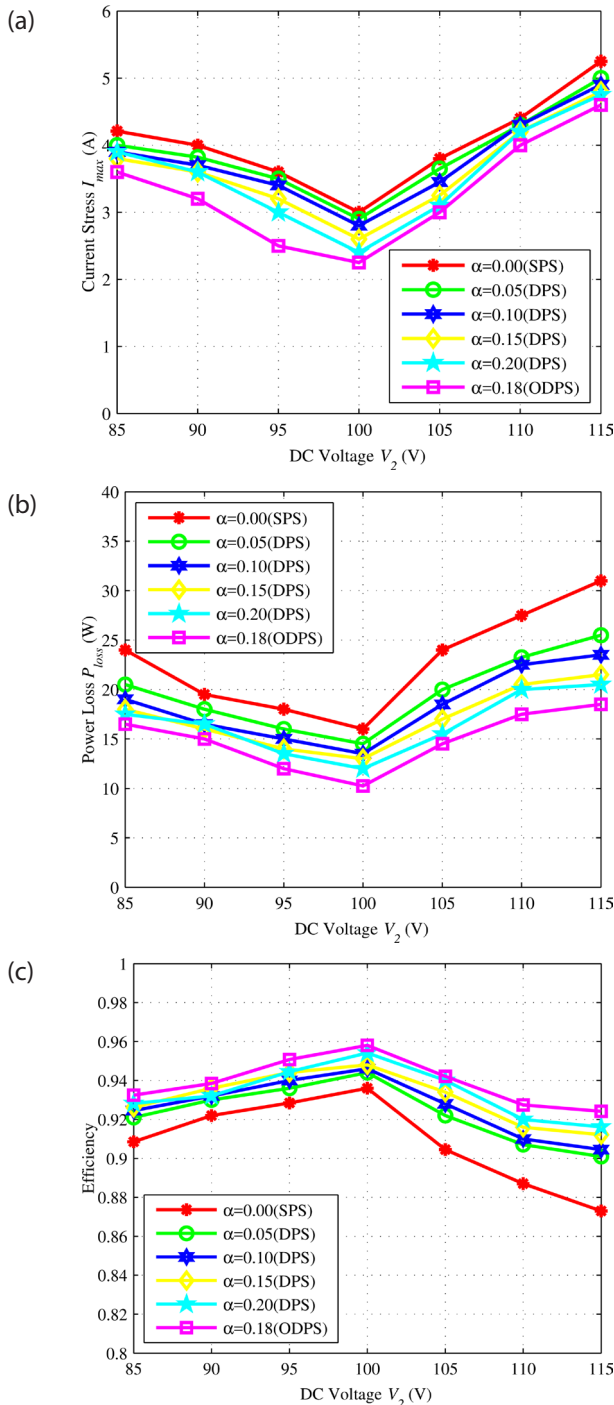 (a)
6
5
4
3
2
1
0
Current Stress I_max (A)
α=0.00(SPS)
α=0.05(DPS)
α=0.10(DPS)
α=0.15(DPS)
α=0.20(DPS)
α=0.18(ODPS)
85 90 95 100 105 110 115
DC Voltage V_2 (V)
(b)
40
35
30
25
20
15
10
5
0
Power Loss P_loss (W)
α=0.00(SPS)
α=0.05(DPS)
α=0.10(DPS)
α=0.15(DPS)
α=0.20(DPS)
α=0.18(ODPS)
85 90 95 100 105 110 115
DC Voltage V_2 (V)
(c)
1
0.98
0.96
0.94
0.92
0.9
0.88
0.86
0.84
0.82
0.8
Efficiency
α=0.00(SPS)
α=0.05(DPS)
α=0.10(DPS)
α=0.15(DPS)
α=0.20(DPS)
α=0.18(ODPS)
85 90 95 100 105 110 115
DC Voltage V_2 (V)